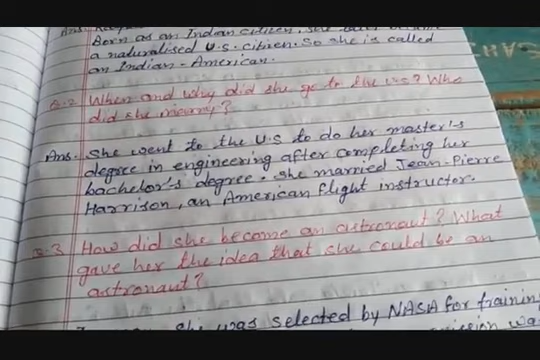 Ans.
Born as an Indian citizen, she
a naturalised U.S. citizen. So she is called
an Indian-American.
Q.2 When and why did she go to the U.S? Who
did she marry?
Ans. She went to the U.S to do her master's
degree in engineering after completing her
bachelor's degree. She married Jean-Pierre
Harrison, an American flight instructor.
Q.3 How did she become an astronaut? What
gave her the idea that she could be an
astronaut?
she was selected by NASA for training